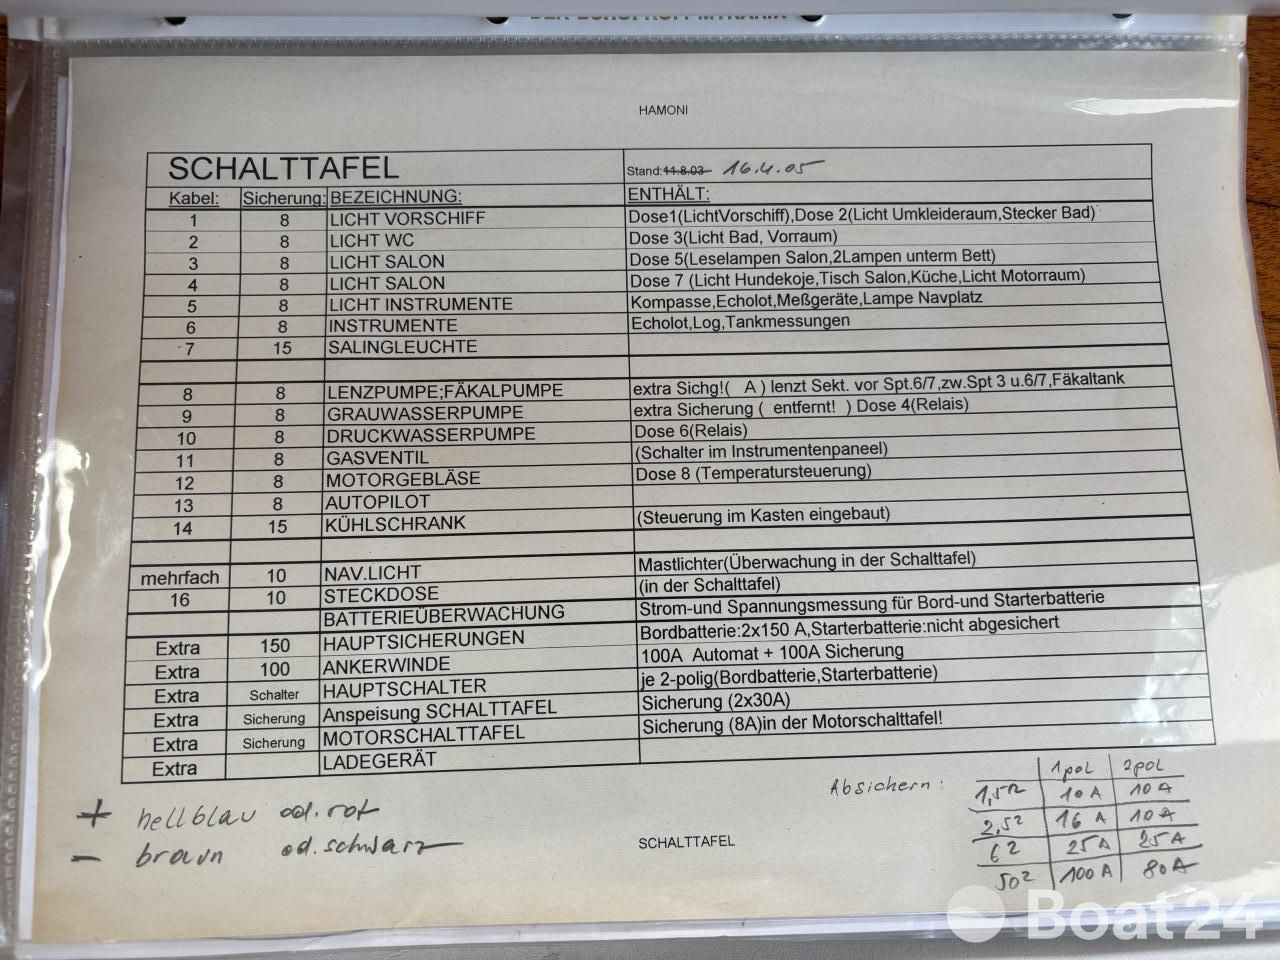 HAMONI
SCHALTTAFEL Stand:11.8.03 16.4.05
Kabel: Sicherung: BEZEICHNUNG: ENTHÄLT:
1 8 LICHT VORSCHIFF Dose1(LichtVorschiff),Dose 2(Licht Umkleideraum,Stecker Bad)
2 8 LICHT WC Dose 3(Licht Bad, Vorraum)
3 8 LICHT SALON Dose 5(Leselampen Salon,2Lampen unterm Bett)
4 8 LICHT SALON Dose 7 (Licht Hundekoje,Tisch Salon,Küche,Licht Motorraum)
5 8 LICHT INSTRUMENTE Kompasse,Echolot,Meßgeräte,Lampe Navplatz
6 8 INSTRUMENTE Echolot,Log,Tankmessungen
7 15 SALINGLEUCHTE
8 8 LENZPUMPE;FÄKALPUMPE extra Sichg!( A ) lenzt Sekt. vor Spt.6/7,zw.Spt 3 u.6/7,Fäkaltank
9 8 GRAUWASSERPUMPE extra Sicherung ( entfernt! ) Dose 4(Relais)
10 8 DRUCKWASSERPUMPE Dose 6(Relais)
11 8 GASVENTIL (Schalter im Instrumentenpaneel)
12 8 MOTORGEBLÄSE Dose 8 (Temperatursteuerung)
13 8 AUTOPILOT
14 15 KÜHLSCHRANK (Steuerung im Kasten eingebaut)
mehrfach 10 NAV.LICHT Mastlichter(Überwachung in der Schalttafel)
16 10 STECKDOSE (in der Schalttafel)
BATTERIEÜBERWACHUNG Strom-und Spannungsmessung für Bord-und Starterbatterie
Extra 150 HAUPTSICHERUNGEN Bordbatterie:2x150 A,Starterbatterie:nicht abgesichert
Extra 100 ANKERWINDE 100A Automat + 100A Sicherung
Extra Schalter HAUPTSCHALTER je 2-polig(Bordbatterie,Starterbatterie)
Extra Sicherung Anspeisung SCHALTTAFEL Sicherung (2x30A)
Extra Sicherung MOTORSCHALTTAFEL Sicherung (8A)in der Motorschalttafel!
Extra LADEGERÄT
+ hellblau od. rot
- braun od. schwarz
Absichern: 1pol 2pol
1,5² 10 A 10 A
2,5² 16 A 10 A
6² 25 A 25 A
50² 100 A 80 A
SCHALTTAFEL
Boat24